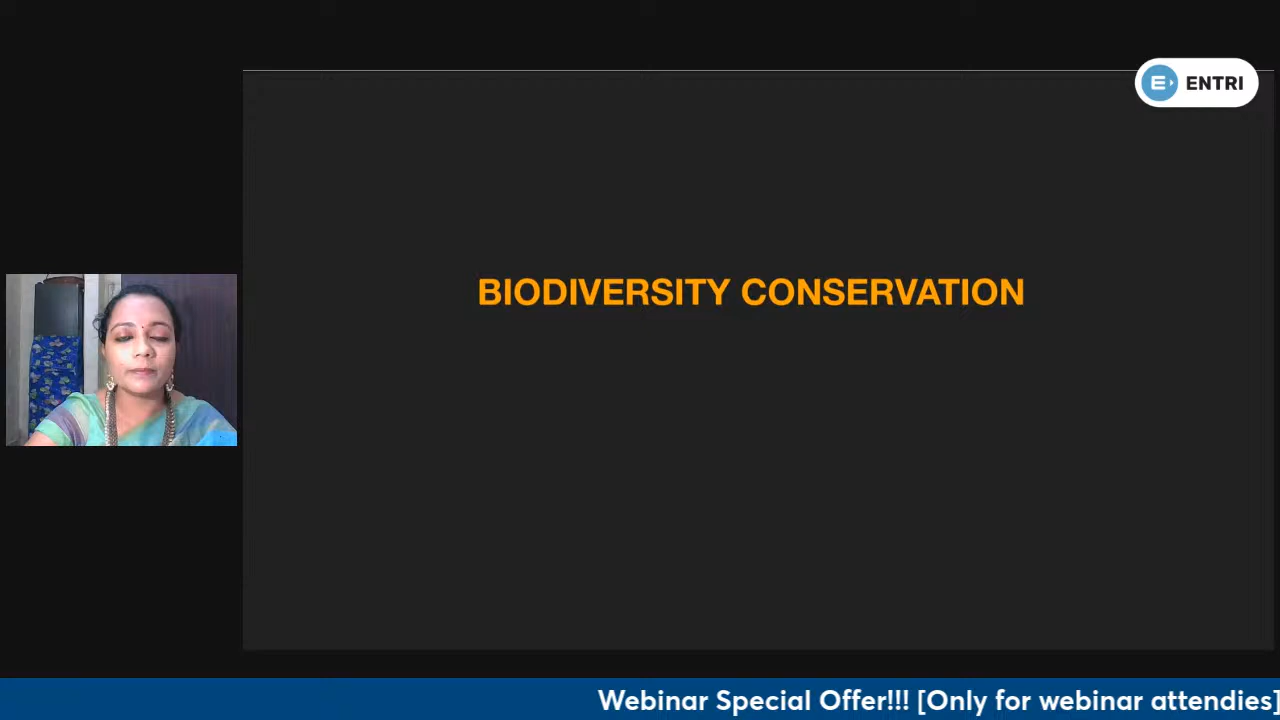 ENTRI
BIODIVERSITY CONSERVATION
Webinar Special Offer!!! [Only for webinar attendies]